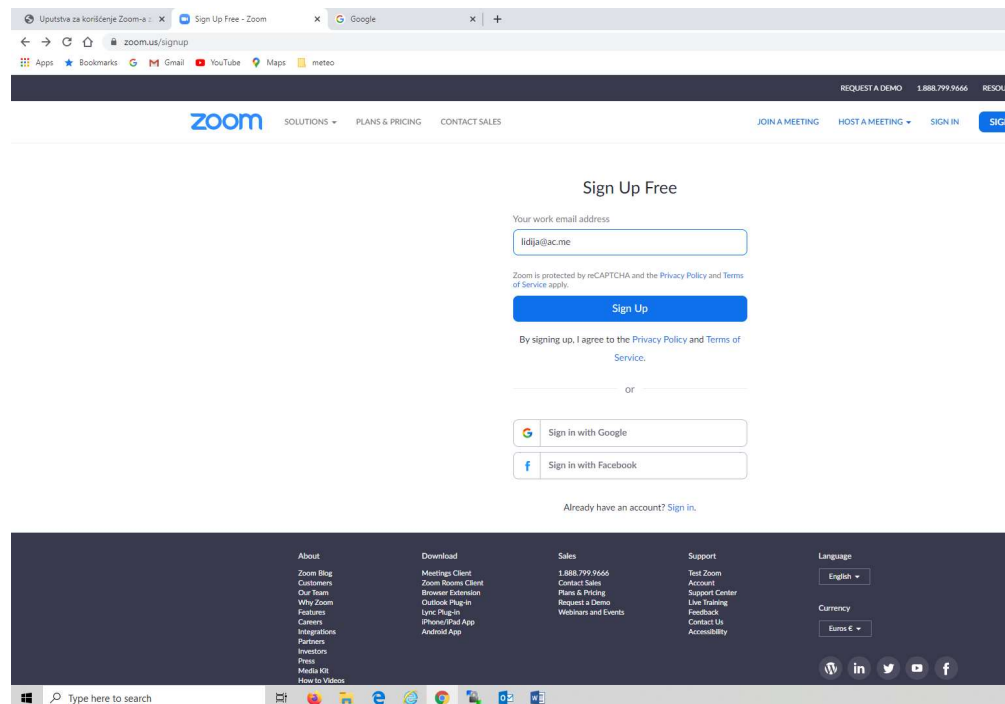 Uputstva za korišćenje Zoom-a z
Sign Up Free - Zoom
Google
zoom.us/signup
Apps
Bookmarks
Gmail
YouTube
Maps
meteo
REQUEST A DEMO 1.888.799.9666 RESOU
zoom SOLUTIONS PLANS & PRICING CONTACT SALES JOIN A MEETING HOST A MEETING SIGN IN SIG
Sign Up Free
Your work email address
lidija@ac.me
Zoom is protected by reCAPTCHA and the Privacy Policy and Terms
of Service apply.
Sign Up
By signing up, I agree to the Privacy Policy and Terms of
Service.
or
Sign in with Google
Sign in with Facebook
Already have an account? Sign in.
About
Zoom Blog
Customers
Our Team
Why Zoom
Features
Careers
Integrations
Partners
Investors
Press
Media Kit
How to Videos
Download
Meetings Client
Zoom Rooms Client
Browser Extension
Outlook Plug-in
Lync Plug-in
iPhone/iPad App
Android App
Sales
1.888.799.9666
Contact Sales
Plans & Pricing
Request a Demo
Webinars and Events
Support
Test Zoom
Account
Support Center
Live Training
Feedback
Contact Us
Accessibility
Language
English
Currency
Euros €
Type here to search